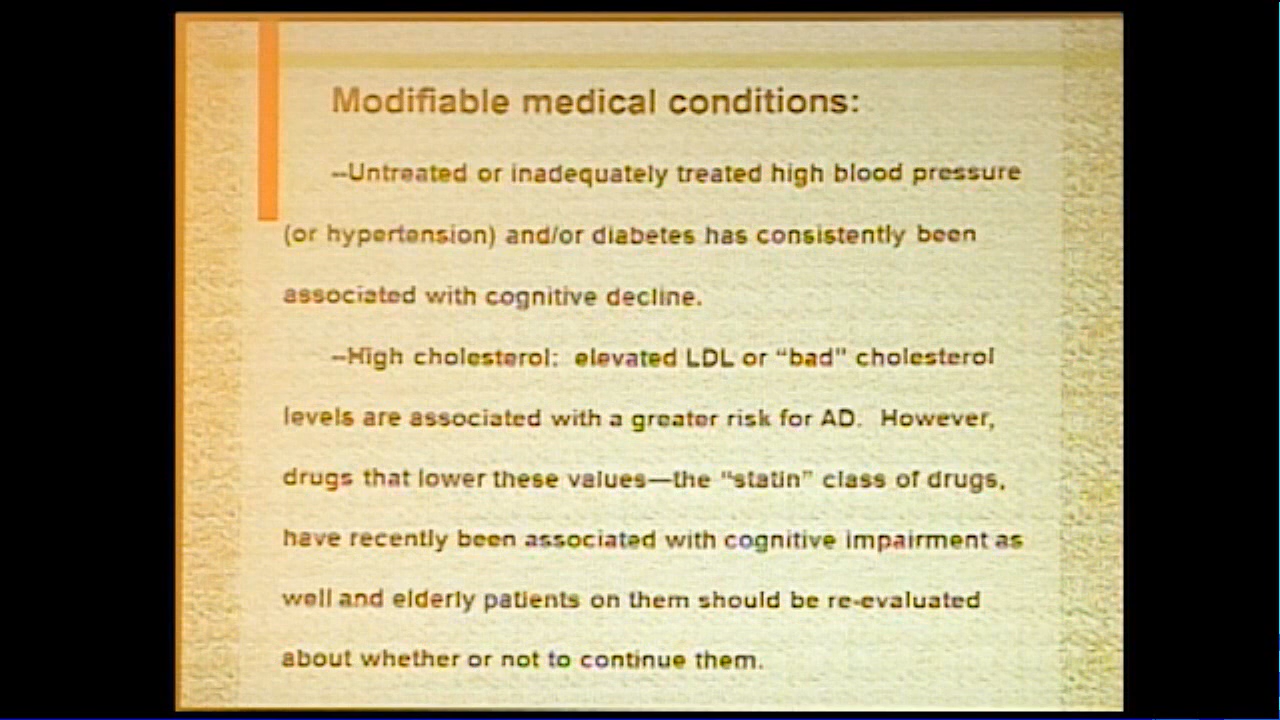 Modifiable medical conditions:
–Untreated or inadequately treated high blood pressure
(or hypertension) and/or diabetes has consistently been
associated with cognitive decline.
–High cholesterol:  elevated LDL or “bad” cholesterol
levels are associated with a greater risk for AD.  However,
drugs that lower these values—the “statin” class of drugs,
have recently been associated with cognitive impairment as
well and elderly patients on them should be re-evaluated
about whether or not to continue them.